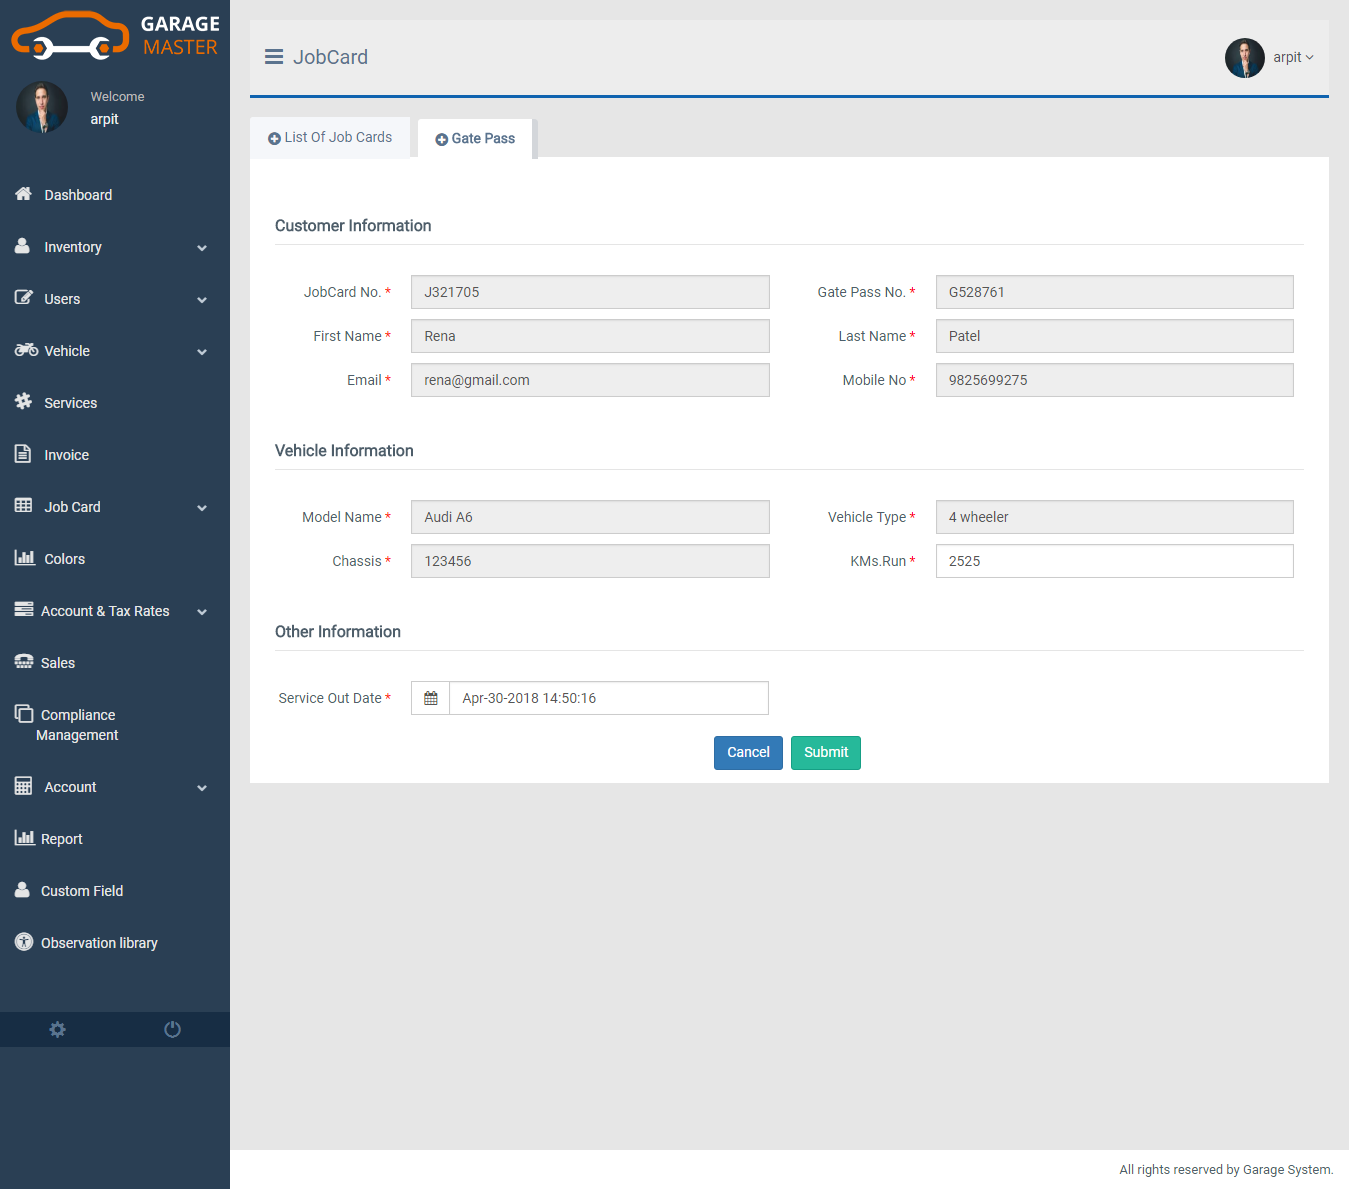 GARAGE
MASTER
Welcome
arpit
Dashboard
Inventory
Users
Vehicle
Services
Invoice
Job Card
Colors
Account & Tax Rates
Sales
Compliance
Management
Account
Report
Custom Field
Observation library
JobCard
arpit
List Of Job Cards
Gate Pass
Customer Information
JobCard No. * J321705 Gate Pass No. * G528761
First Name * Rena Last Name * Patel
Email * rena@gmail.com Mobile No * 9825699275
Vehicle Information
Model Name * Audi A6 Vehicle Type * 4 wheeler
Chassis * 123456 KMs.Run * 2525
Other Information
Service Out Date * Apr-30-2018 14:50:16
Cancel Submit
All rights reserved by Garage System.